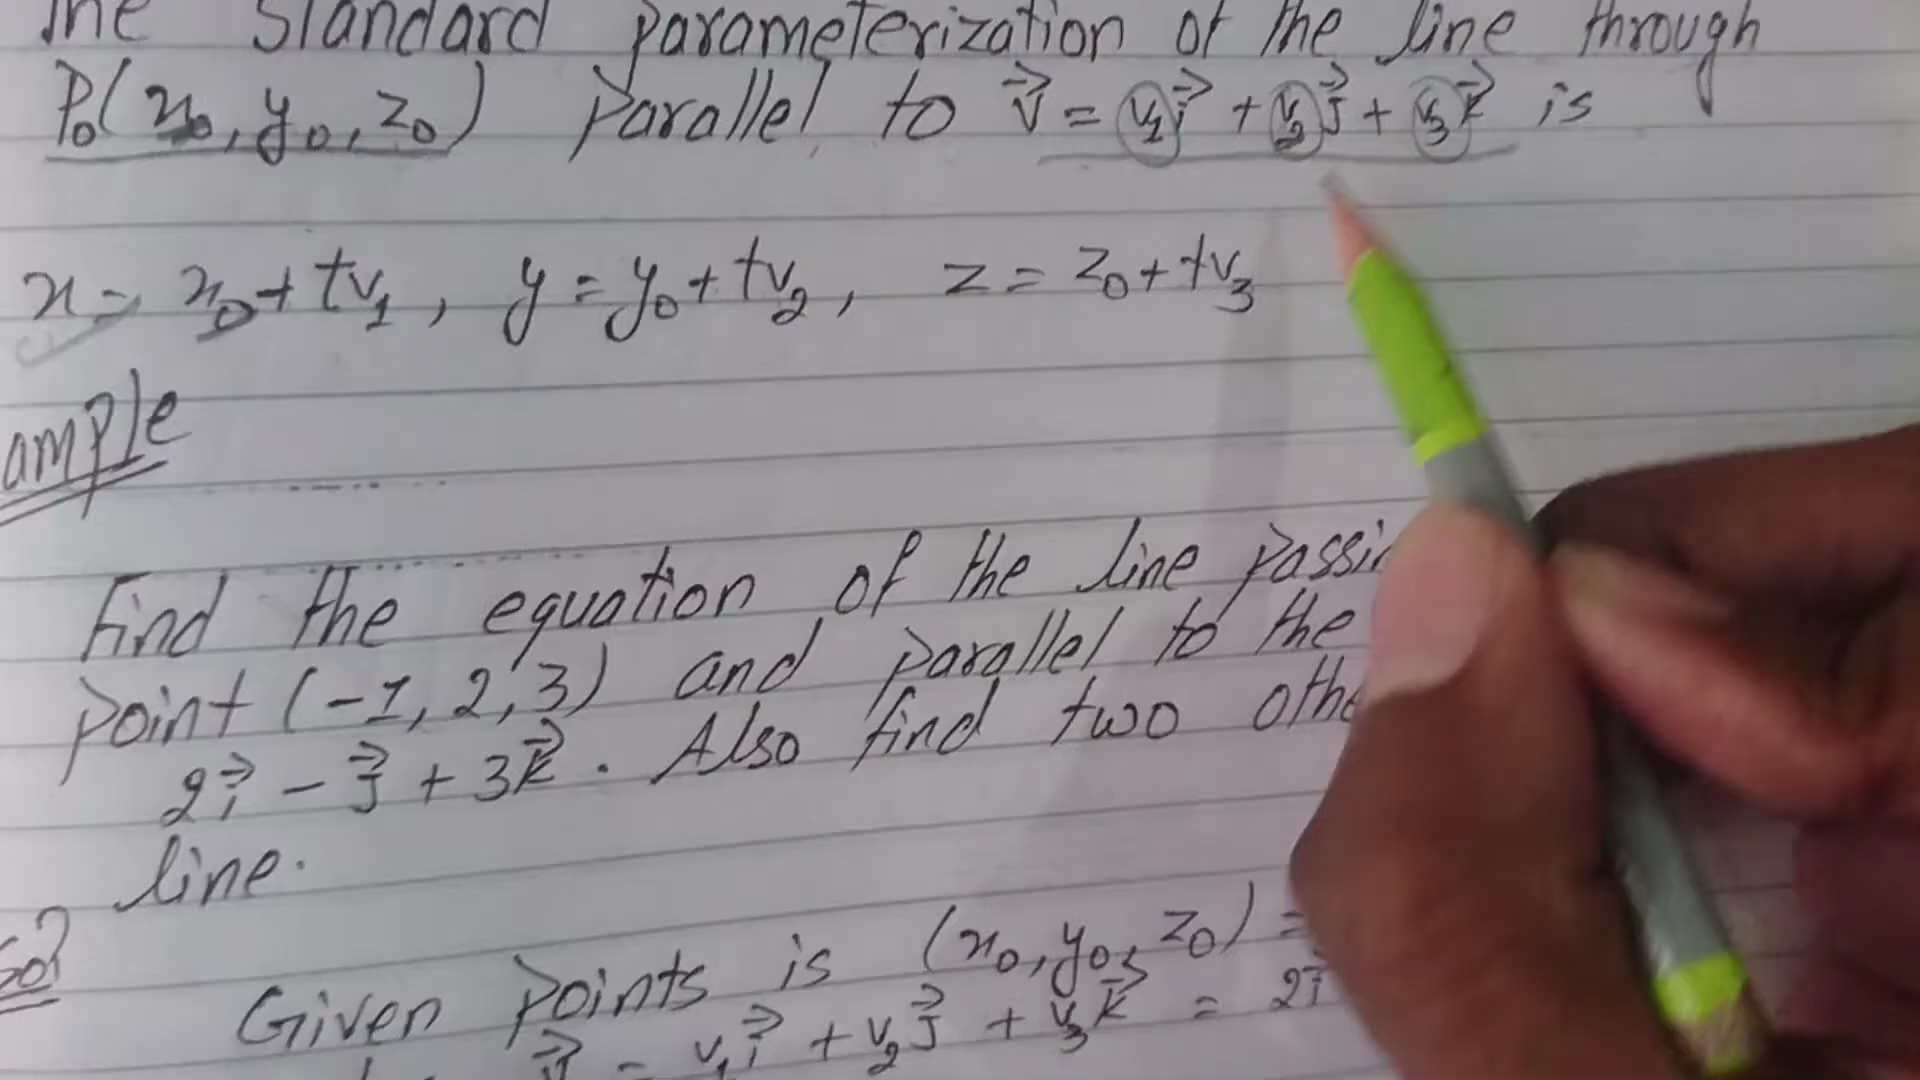 The Standard parameterization of the line through
P₀(x₀, y₀, z₀) parallel to v⃗ = v₁i⃗ + v₂j⃗ + v₃k⃗ is
x = x₀ + tv₁, y = y₀ + tv₂, z = z₀ + tv₃
ample
Find the equation of the line passi
point (-1, 2, 3) and parallel to the
2i⃗ - j⃗ + 3k⃗. Also find two othe
line.
Given points is (x₀, y₀, z₀) =
v⃗ = v₁i⃗ + v₂j⃗ + v₃k⃗ = 2i⃗